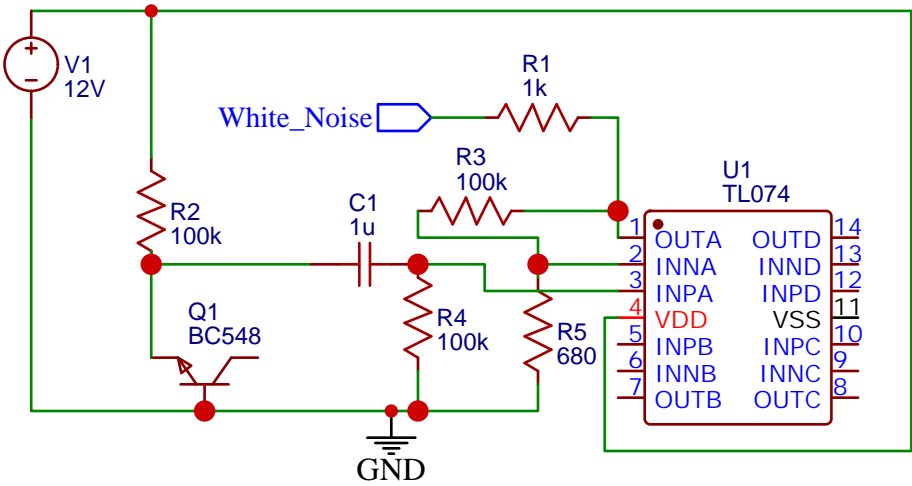 V1
12V
White_Noise
R1
1k
R3
100k
C1
1u
R2
100k
U1
TL074
1 OUTA OUTD 14
2 INNA INND 13
3 INPA INPD 12
4 VDD VSS 11
5 INPB INPC 10
6 INNB INNC 9
7 OUTB OUTC 8
Q1
BC548
R4
100k
R5
680
GND